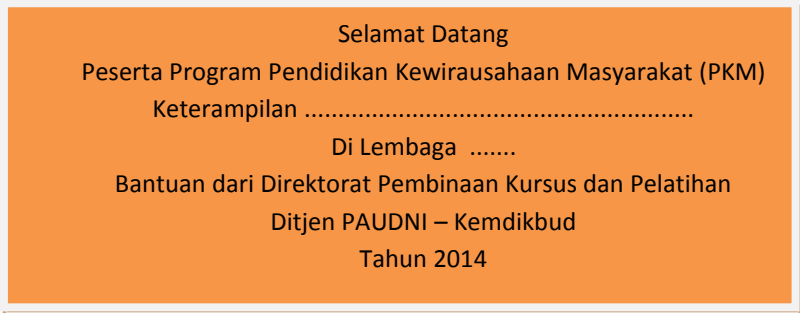 Selamat Datang
Peserta Program Pendidikan Kewirausahaan Masyarakat (PKM)
Keterampilan ..........................................................
Di Lembaga .......
Bantuan dari Direktorat Pembinaan Kursus dan Pelatihan
Ditjen PAUDNI – Kemdikbud
Tahun 2014